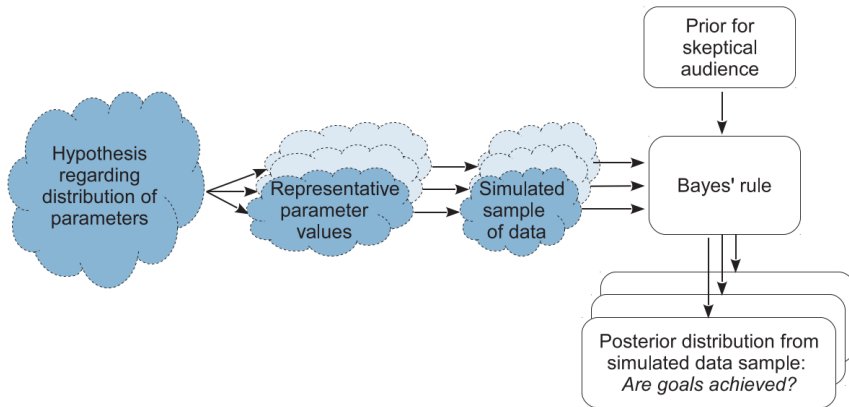 Prior for
skeptical
audience
Hypothesis
regarding
distribution of
parameters
Representative
parameter
values
Simulated
sample
of data
Bayes' rule
Posterior distribution from
simulated data sample:
Are goals achieved?